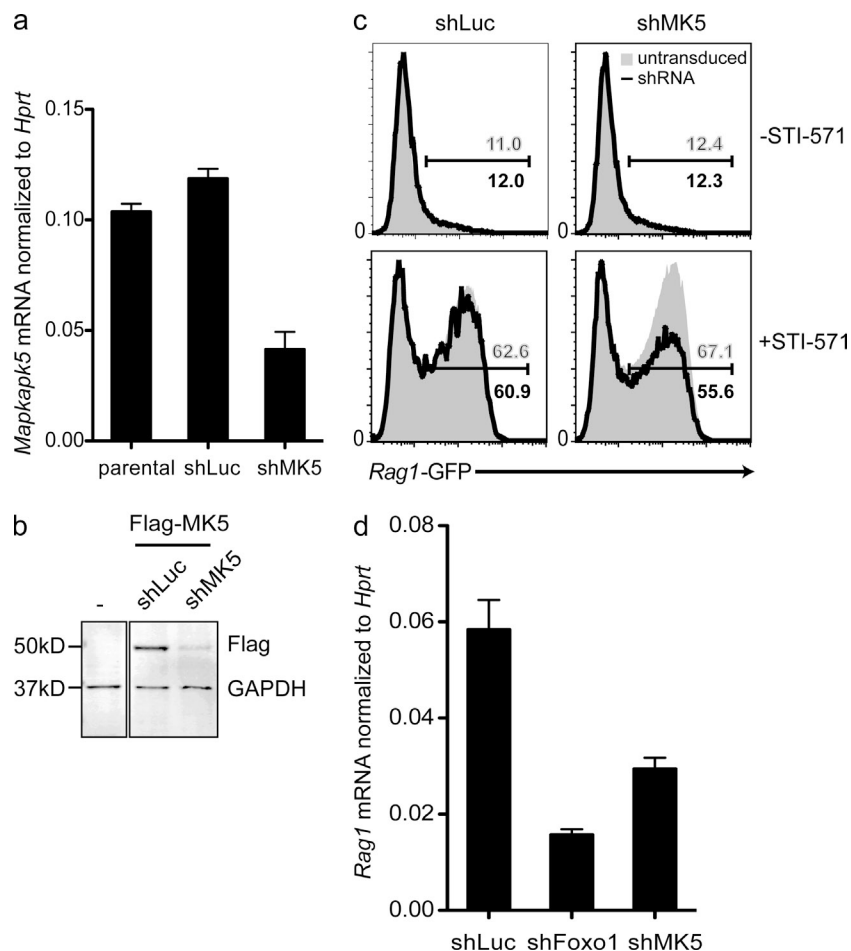 a
Mapkapk5 mRNA normalized to Hprt
0.15
0.10
0.05
0.00
parental shLuc shMK5
b
Flag-MK5
- shLuc shMK5
50kD Flag
37kD GAPDH
c
shLuc shMK5
untransduced
shRNA
11.0
12.0
0
12.4
12.3
0
-STI-571
62.6
60.9
0
67.1
55.6
0
+STI-571
Rag1-GFP
d
Rag1 mRNA normalized to Hprt
0.08
0.06
0.04
0.02
0.00
shLuc shFoxo1 shMK5